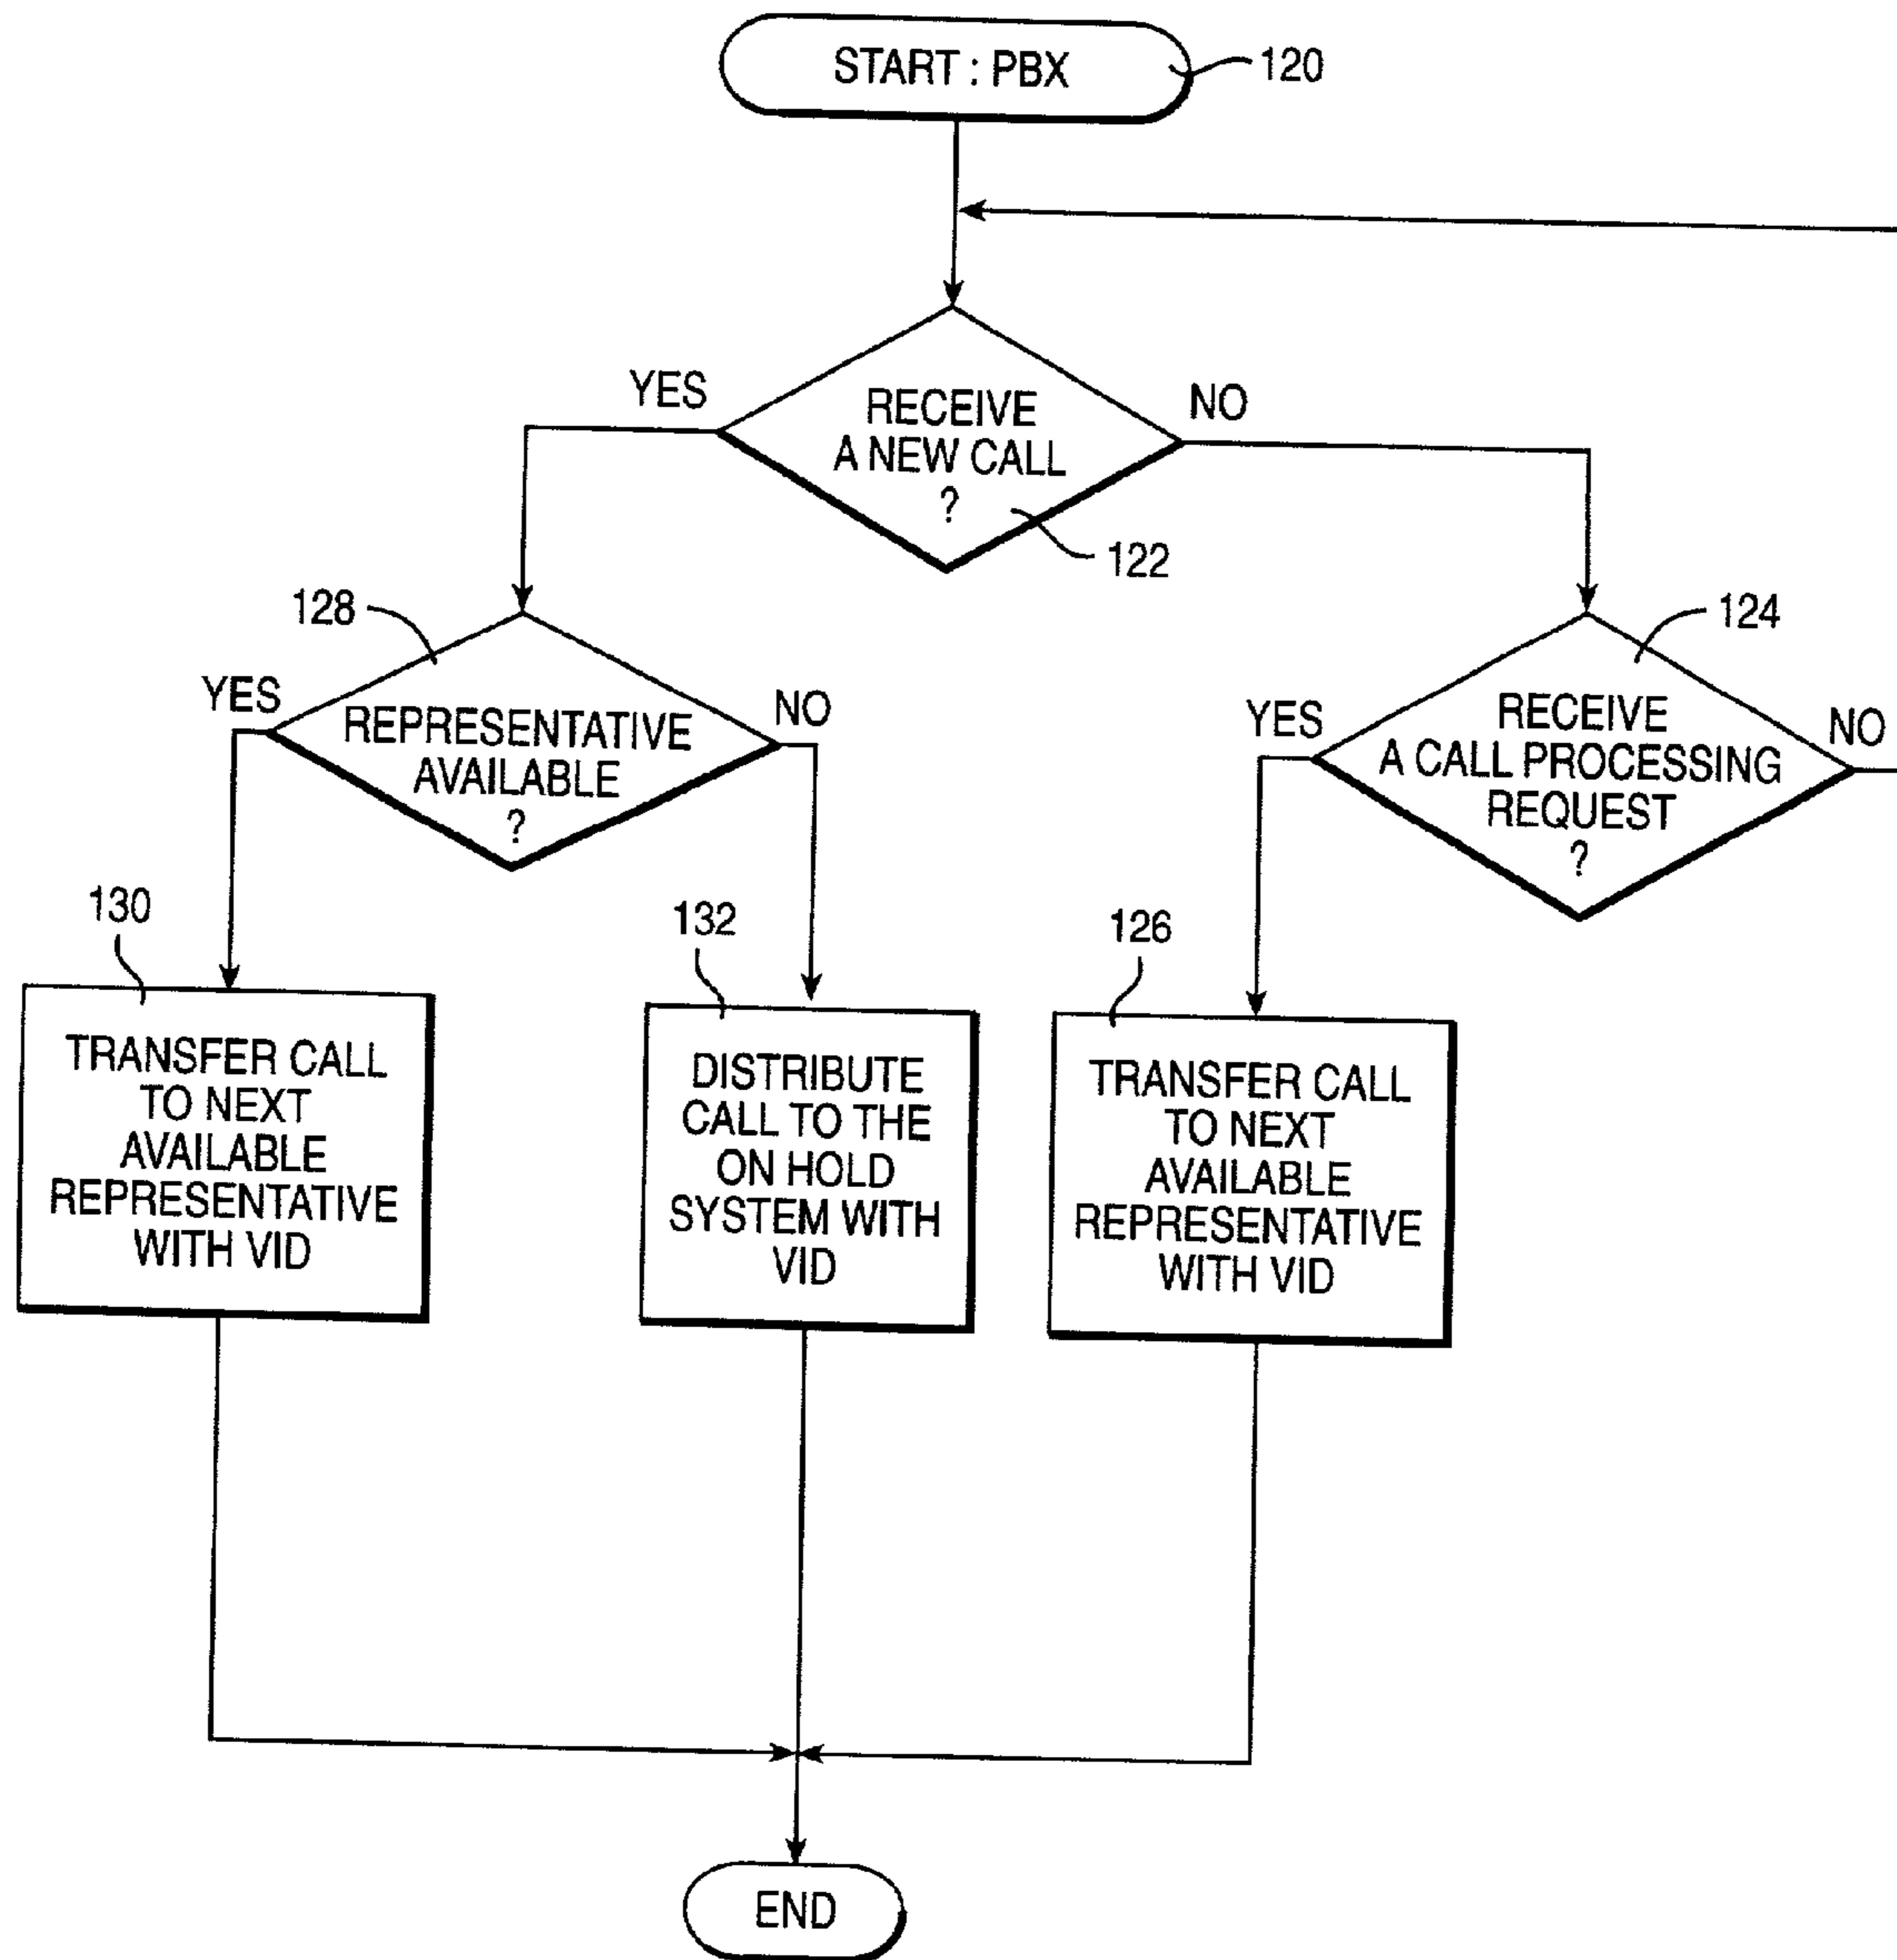 START : PBX
120
YES
RECEIVE
A NEW CALL
?
NO
122
128
YES
REPRESENTATIVE
AVAILABLE
?
NO
124
YES
RECEIVE
A CALL PROCESSING
REQUEST
?
NO
130
TRANSFER CALL
TO NEXT
AVAILABLE
REPRESENTATIVE
WITH VID
132
DISTRIBUTE
CALL TO THE
ON HOLD
SYSTEM WITH
VID
126
TRANSFER CALL
TO NEXT
AVAILABLE
REPRESENTATIVE
WITH VID
END